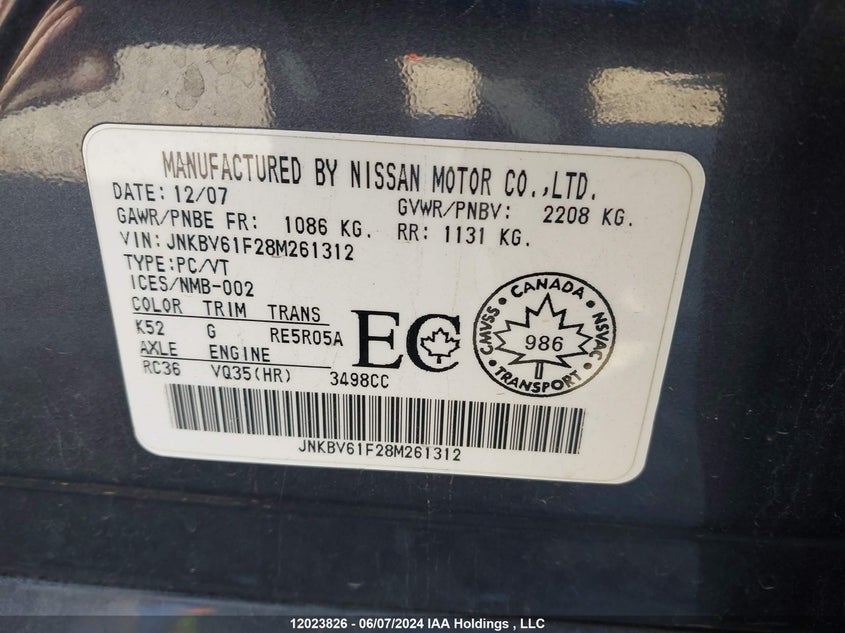 MANUFACTURED BY NISSAN MOTOR CO.,LTD.
DATE: 12/07 GVWR/PNBV: 2208 KG.
GAWR/PNBE FR: 1086 KG. RR: 1131 KG.
VIN: JNKBV61F28M261312
TYPE:PC/VT
ICES/NMB-002
COLOR TRIM TRANS
K52 G RE5R05A
AXLE ENGINE
RC36 VQ35(HR) 3498CC
EC
CANADA
CMVSS 986 NSVAC
TRANSPORT
JNKBV61F28M261312
12023826 - 06/07/2024 IAA Holdings , LLC